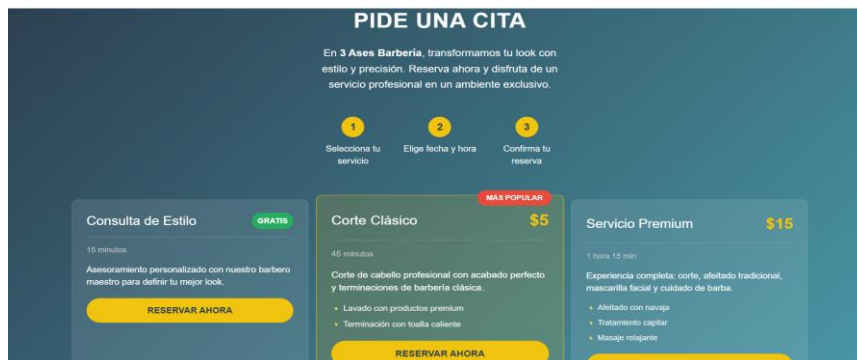 PIDE UNA CITA
En 3 Ases Barbería, transformamos tu look con
estilo y precisión. Reserva ahora y disfruta de un
servicio profesional en un ambiente exclusivo.
1
2
3
Selecciona tu
servicio
Elige fecha y hora
Confirma tu
reserva
Consulta de Estilo
GRATIS
15 minutos
Asesoramiento personalizado con nuestro barbero
maestro para definir tu mejor look.
RESERVAR AHORA
MÁS POPULAR
Corte Clásico
$5
45 minutos
Corte de cabello profesional con acabado perfecto
y terminaciones de barbería clásica.
Lavado con productos premium
Terminación con toalla caliente
RESERVAR AHORA
Servicio Premium
$15
1 hora 15 min
Experiencia completa: corte, afeitado tradicional,
mascarilla facial y cuidado de barba.
Afeitado con navaja
Tratamiento capilar
Masaje relajante